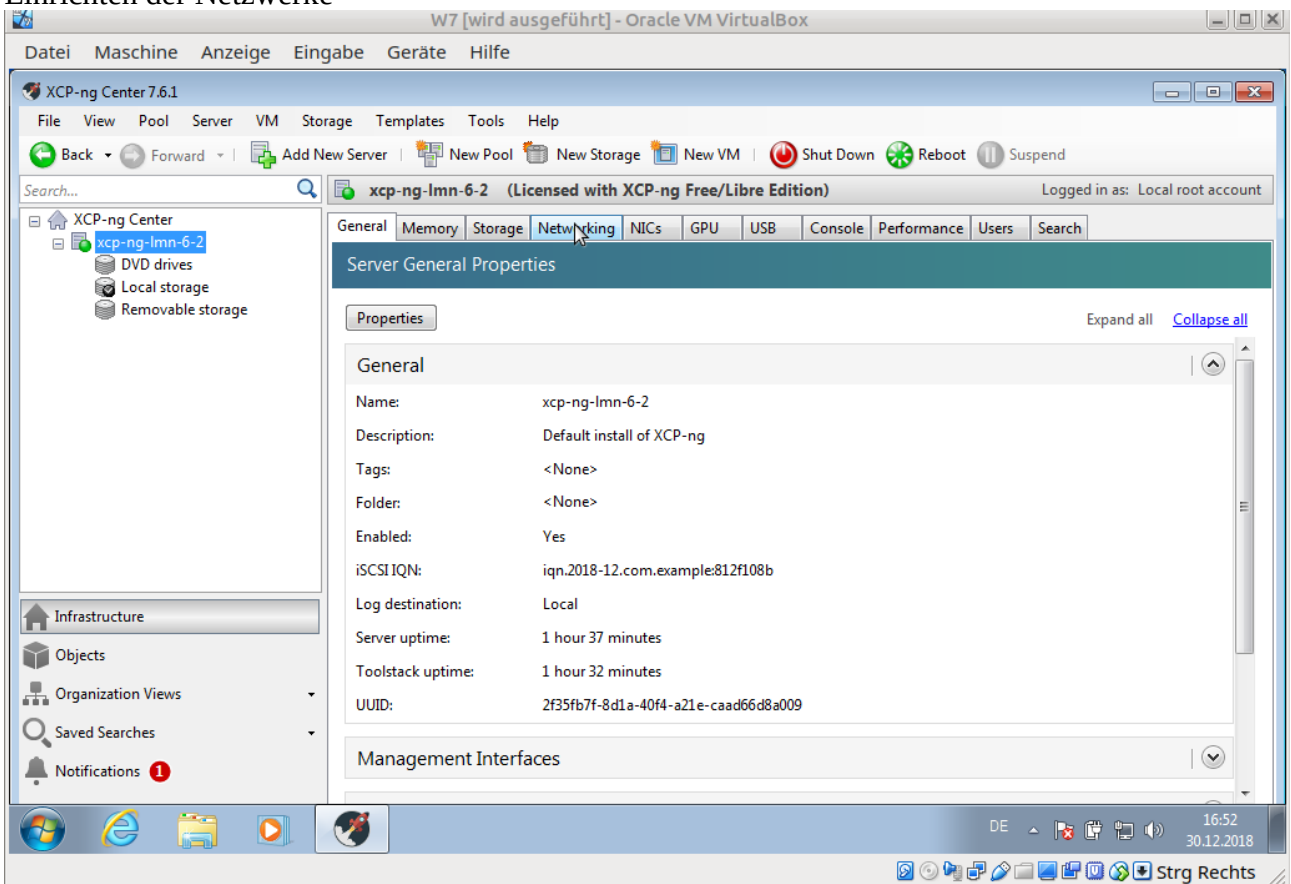 Einrichten der Netzwerke
W7 [wird ausgeführt] - Oracle VM VirtualBox
Datei Maschine Anzeige Eingabe Geräte Hilfe
XCP-ng Center 7.6.1
File View Pool Server VM Storage Templates Tools Help
Back Forward Add New Server New Pool New Storage New VM Shut Down Reboot Suspend
Search...
xcp-ng-lmn-6-2 (Licensed with XCP-ng Free/Libre Edition) Logged in as: Local root account
XCP-ng Center
xcp-ng-lmn-6-2
DVD drives
Local storage
Removable storage
General Memory Storage Networking NICs GPU USB Console Performance Users Search
Server General Properties
Properties Expand all Collapse all
General
Name: xcp-ng-lmn-6-2
Description: Default install of XCP-ng
Tags: <None>
Folder: <None>
Enabled: Yes
iSCSI IQN: iqn.2018-12.com.example:812f108b
Log destination: Local
Server uptime: 1 hour 37 minutes
Toolstack uptime: 1 hour 32 minutes
UUID: 2f35fb7f-8d1a-40f4-a21e-caad66d8a009
Management Interfaces
Infrastructure
Objects
Organization Views
Saved Searches
Notifications 1
DE 16:52
30.12.2018
Strg Rechts